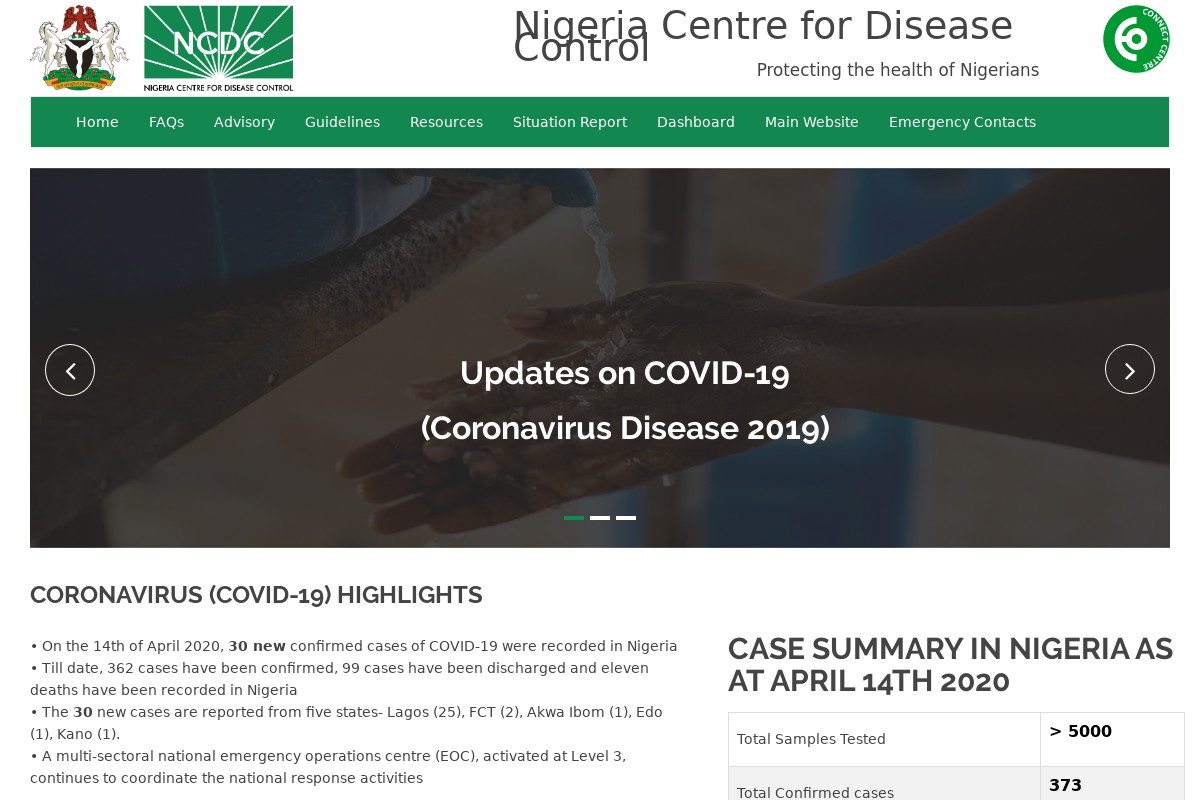 NCDC
NIGERIA CENTRE FOR DISEASE CONTROL
Nigeria Centre for Disease
Control
Protecting the health of Nigerians
CONNECT CENTRE
Home FAQs Advisory Guidelines Resources Situation Report Dashboard Main Website Emergency Contacts
Updates on COVID-19
(Coronavirus Disease 2019)
CORONAVIRUS (COVID-19) HIGHLIGHTS
• On the 14th of April 2020, 30 new confirmed cases of COVID-19 were recorded in Nigeria
• Till date, 362 cases have been confirmed, 99 cases have been discharged and eleven
deaths have been recorded in Nigeria
• The 30 new cases are reported from five states- Lagos (25), FCT (2), Akwa Ibom (1), Edo
(1), Kano (1).
• A multi-sectoral national emergency operations centre (EOC), activated at Level 3,
continues to coordinate the national response activities
CASE SUMMARY IN NIGERIA AS
AT APRIL 14TH 2020
Total Samples Tested > 5000
Total Confirmed cases 373